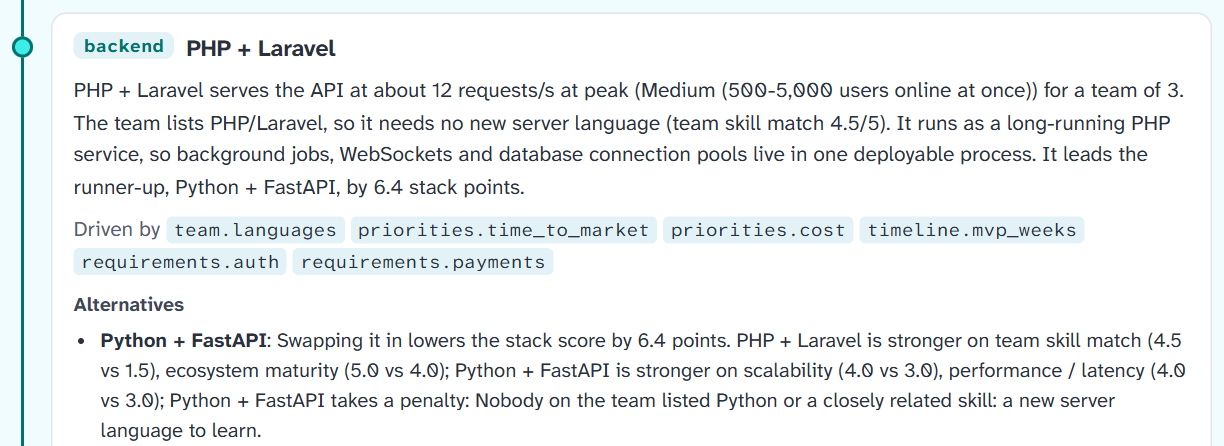 backend PHP + Laravel
PHP + Laravel serves the API at about 12 requests/s at peak (Medium (500-5,000 users online at once)) for a team of 3.
The team lists PHP/Laravel, so it needs no new server language (team skill match 4.5/5). It runs as a long-running PHP
service, so background jobs, WebSockets and database connection pools live in one deployable process. It leads the
runner-up, Python + FastAPI, by 6.4 stack points.
Driven by team.languages priorities.time_to_market priorities.cost timeline.mvp_weeks
requirements.auth requirements.payments
Alternatives
• Python + FastAPI: Swapping it in lowers the stack score by 6.4 points. PHP + Laravel is stronger on team skill match (4.5
vs 1.5), ecosystem maturity (5.0 vs 4.0); Python + FastAPI is stronger on scalability (4.0 vs 3.0), performance / latency (4.0
vs 3.0); Python + FastAPI takes a penalty: Nobody on the team listed Python or a closely related skill: a new server
language to learn.